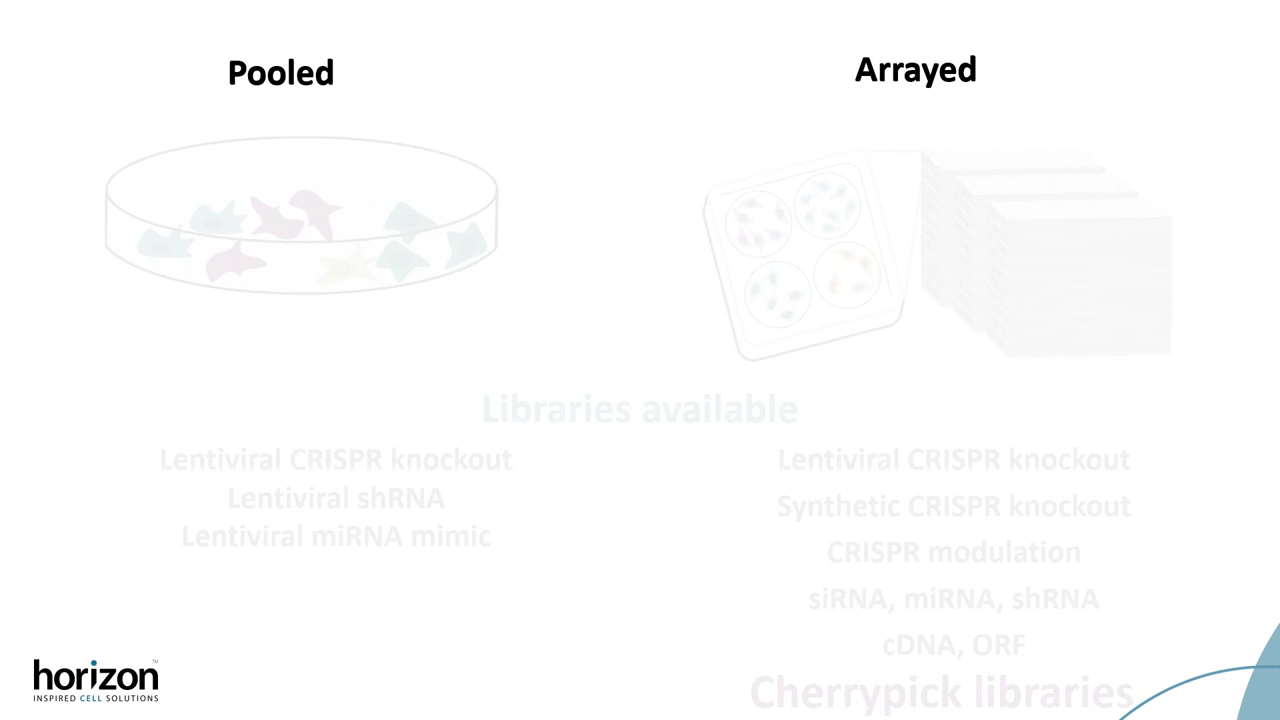 Pooled
Arrayed
Libraries available
Lentiviral CRISPR knockout
Lentiviral shRNA
Lentiviral miRNA mimic
Lentiviral CRISPR knockout
Synthetic CRISPR knockout
CRISPR modulation
siRNA, miRNA, shRNA
cDNA, ORF
Cherrypick libraries
horizon™
INSPIRED CELL SOLUTIONS